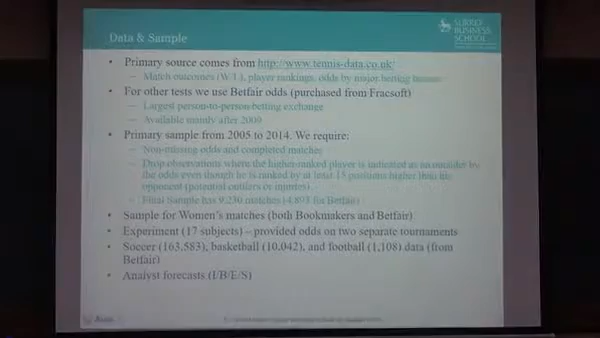 Data & Sample
BUSINESS
SCHOOL
• Primary source comes from http://www.tennis-data.co.uk/
– Match outcomes (W/L), player rankings, odds by major betting houses
• For other tests we use Betfair odds (purchased from Fracsoft)
– Largest person-to-person betting exchange
– Available mainly after 2009
• Primary sample from 2005 to 2014. We require:
– Non-missing odds and completed matches
– Drop observations where the higher-ranked player is indicated as an outsider by
the odds even though he is ranked by at least 15 positions higher than his
opponent (potential outliers or injuries).
– Final Sample has 9,230 matches (4,893 for Betfair)
• Sample for Women's matches (both Bookmakers and Betfair)
• Experiment (17 subjects) – provided odds on two separate tournaments
• Soccer (163,583), basketball (10,042), and football (1,108) data (from
Betfair)
• Analyst forecasts (I/B/E/S)